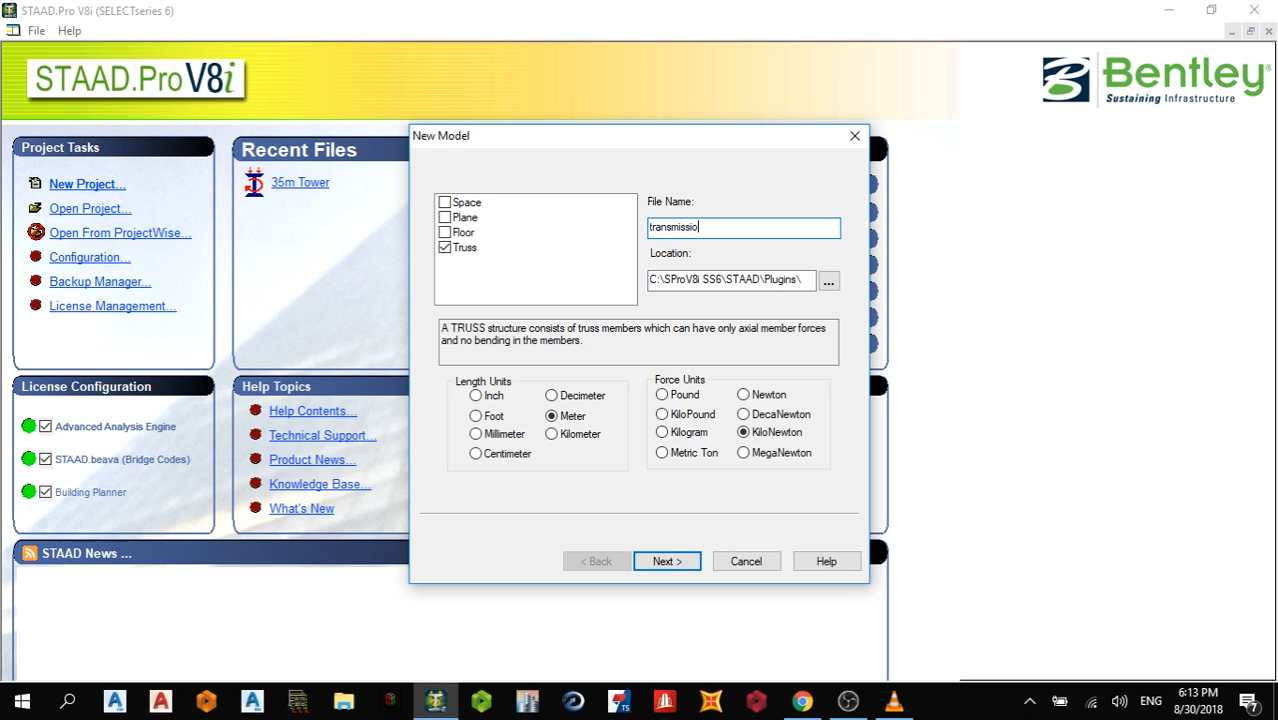 STAAD.Pro V8i (SELECTseries 6)
File Help
STAAD.Pro V8i
Bentley®
Sustaining Infrastructure
Project Tasks
New Project...
Open Project...
Open From ProjectWise...
Configuration...
Backup Manager...
License Management...
Recent Files
35m Tower
New Model
Space
Plane
Floor
Truss
File Name:
transmissio
Location:
C:\SProV8i SS6\STAAD\Plugins\
...
A TRUSS structure consists of truss members which can have only axial member forces
and no bending in the members.
Length Units
Inch Decimeter
Foot Meter
Millimeter Kilometer
Centimeter
Force Units
Pound Newton
KiloPound DecaNewton
Kilogram KiloNewton
Metric Ton MegaNewton
< Back Next > Cancel Help
License Configuration
Advanced Analysis Engine
STAAD.beava (Bridge Codes)
Building Planner
Help Topics
Help Contents...
Technical Support...
Product News...
Knowledge Base...
What's New
STAAD News ...
ENG
6:13 PM
8/30/2018
7